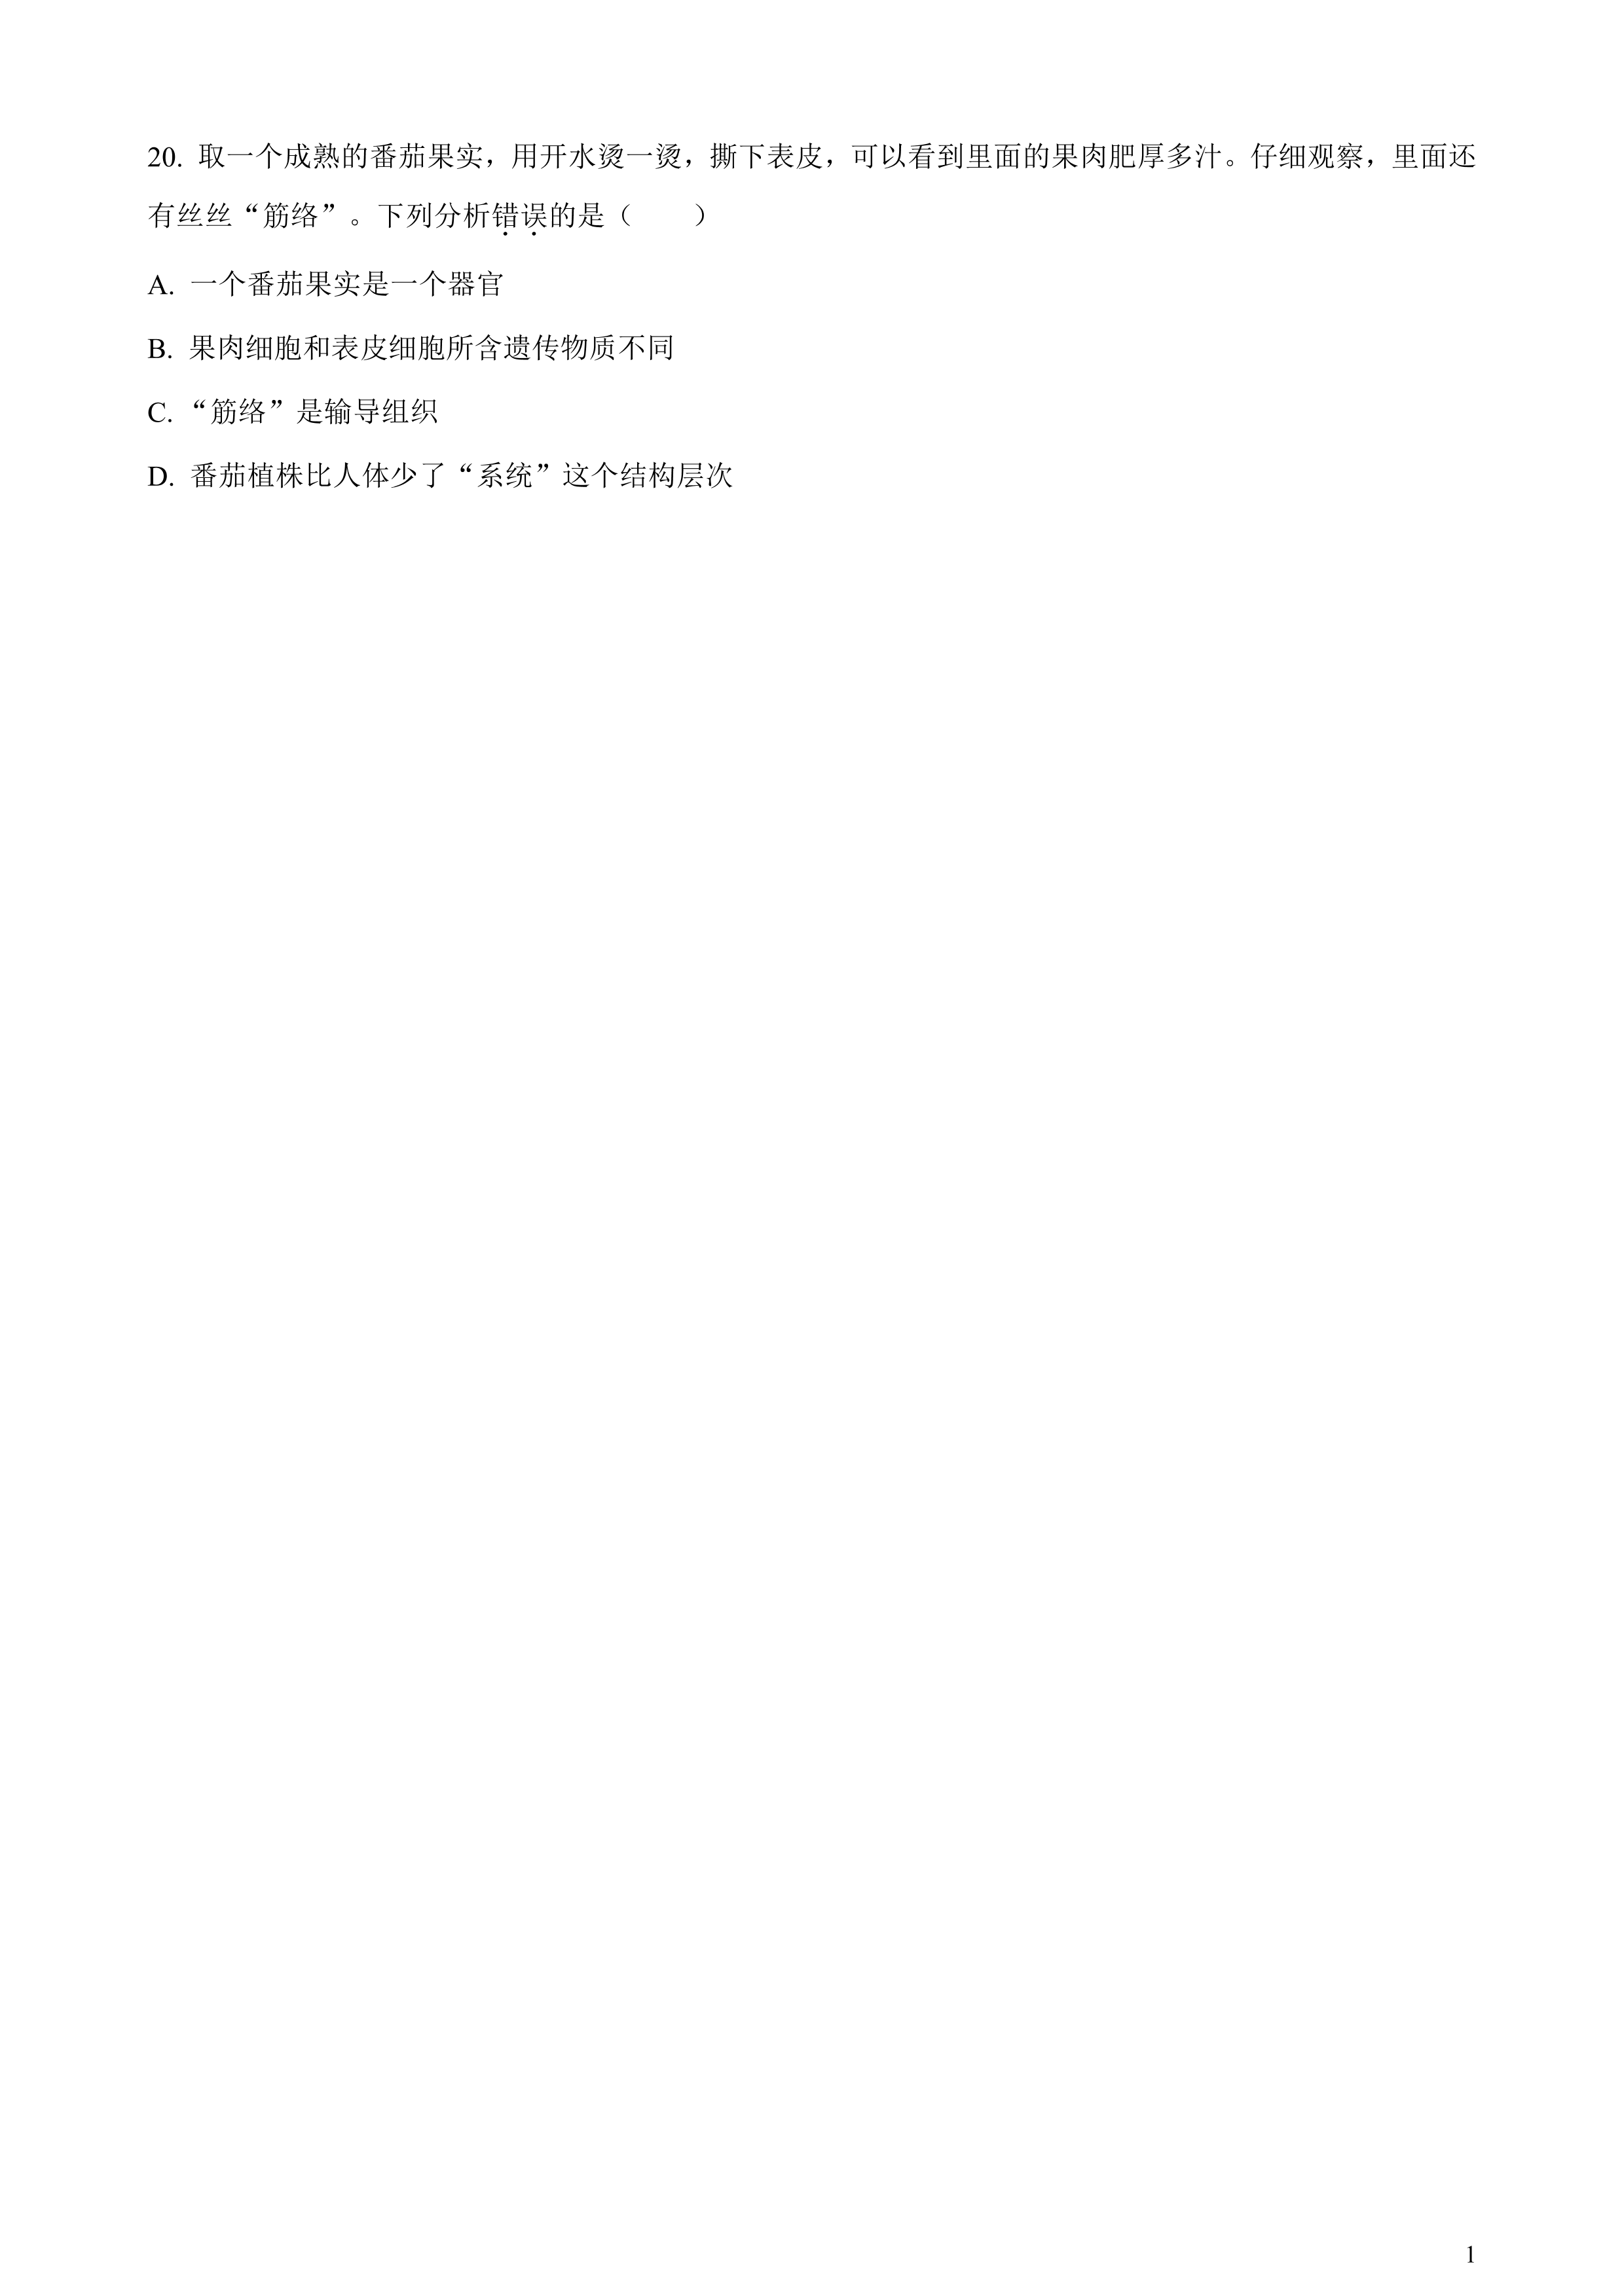 20. 取一个成熟的番茄果实，用开水烫一烫，撕下表皮，可以看到里面的果肉肥厚多汁。仔细观察，里面还
有丝丝“筋络”。下列分析错误的是（　　）
A. 一个番茄果实是一个器官
B. 果肉细胞和表皮细胞所含遗传物质不同
C. “筋络”是输导组织
D. 番茄植株比人体少了“系统”这个结构层次
1